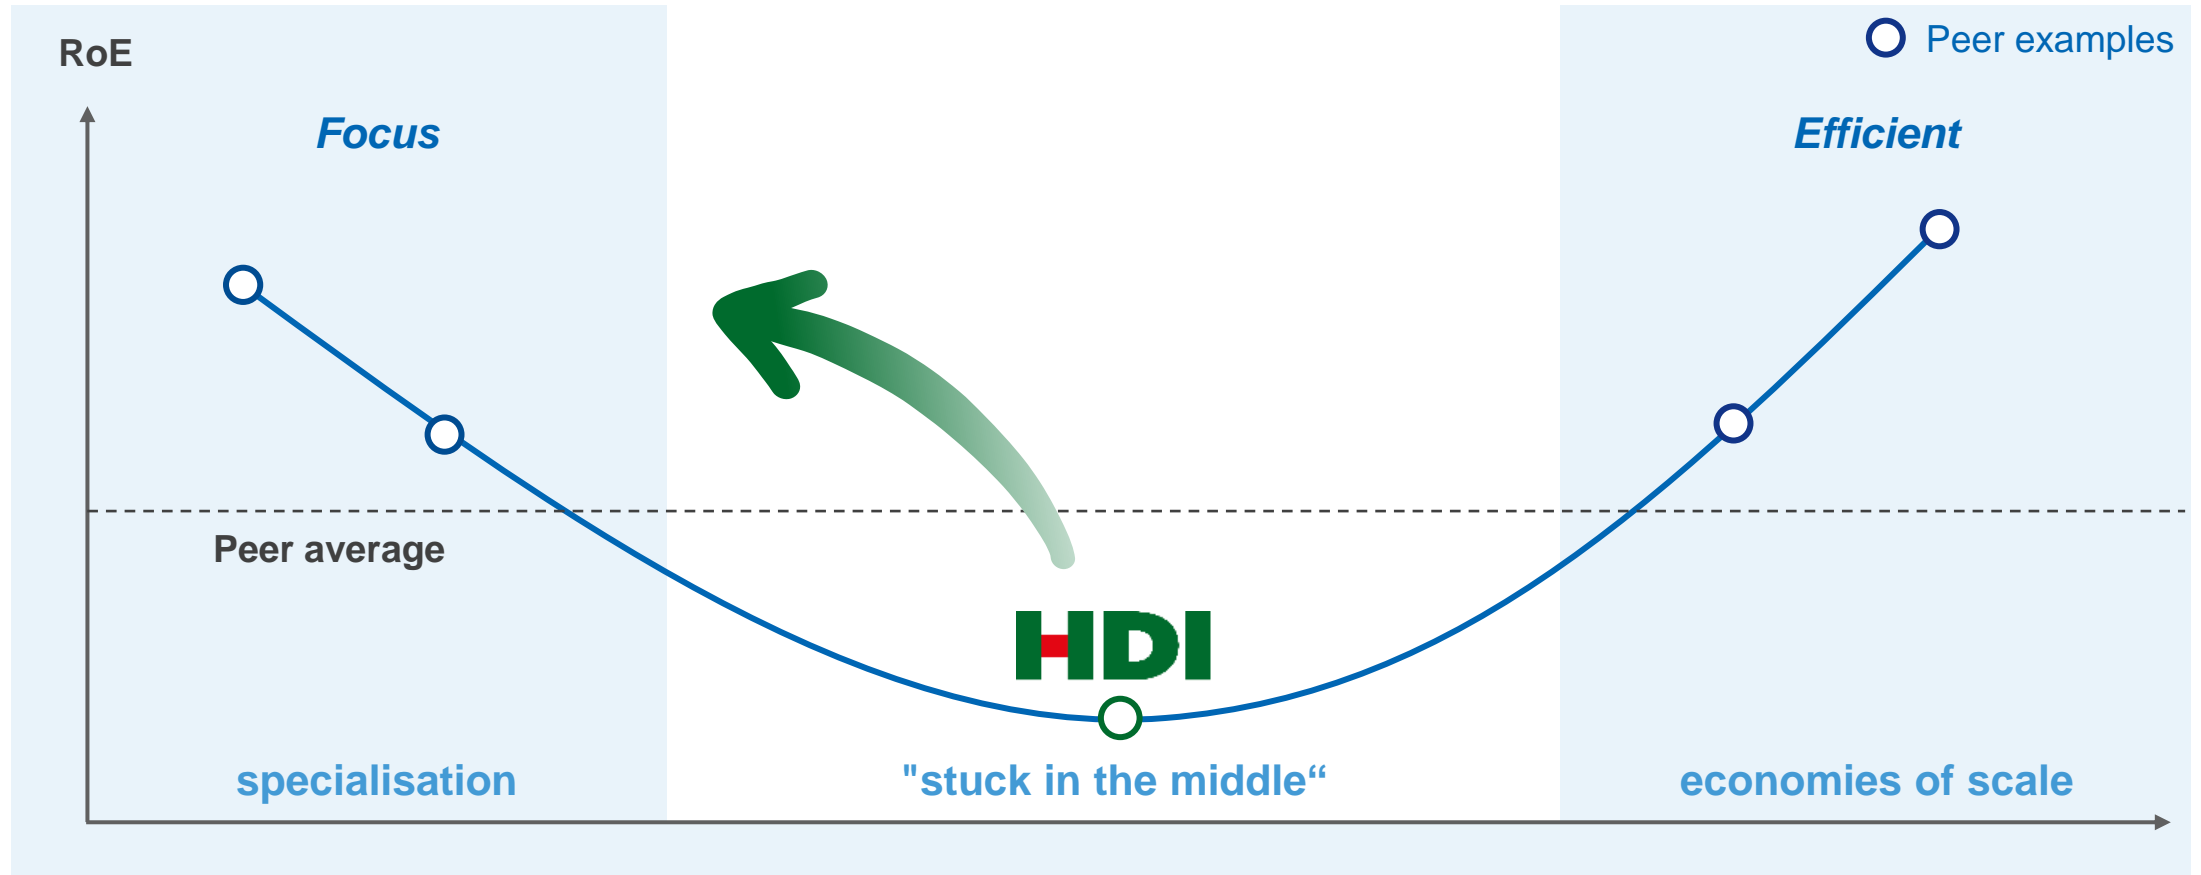 RoE
Peer examples
Focus
Efficient
Peer average
HDI
specialisation
"stuck in the middle“
economies of scale